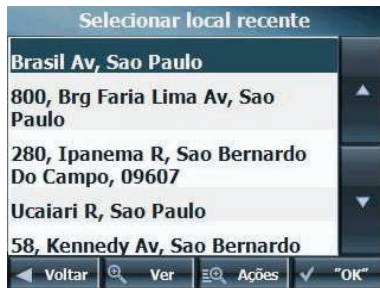 Selecionar local recente
Brasil Av, Sao Paulo
800, Brg Faria Lima Av, Sao
Paulo
280, Ipanema R, Sao Bernardo
Do Campo, 09607
Ucaiari R, Sao Paulo
58, Kennedy Av, Sao Bernardo
Voltar Ver Ações "OK"